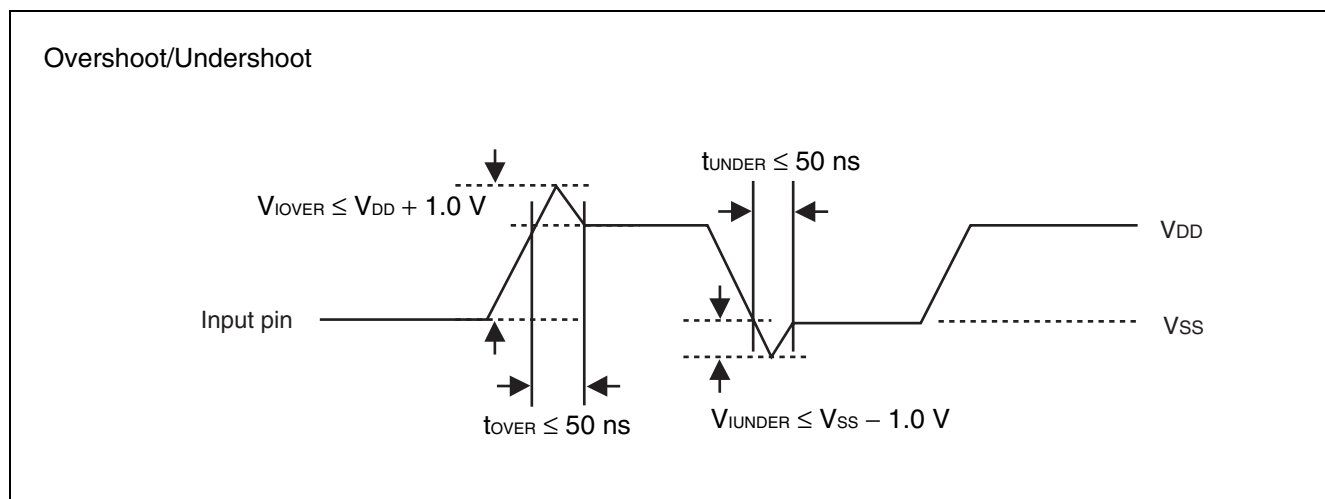 Overshoot/Undershoot
tUNDER ≤ 50 ns
VIOVER ≤ VDD + 1.0 V
VDD
Input pin
VSS
tOVER ≤ 50 ns
VIUNDER ≤ VSS − 1.0 V